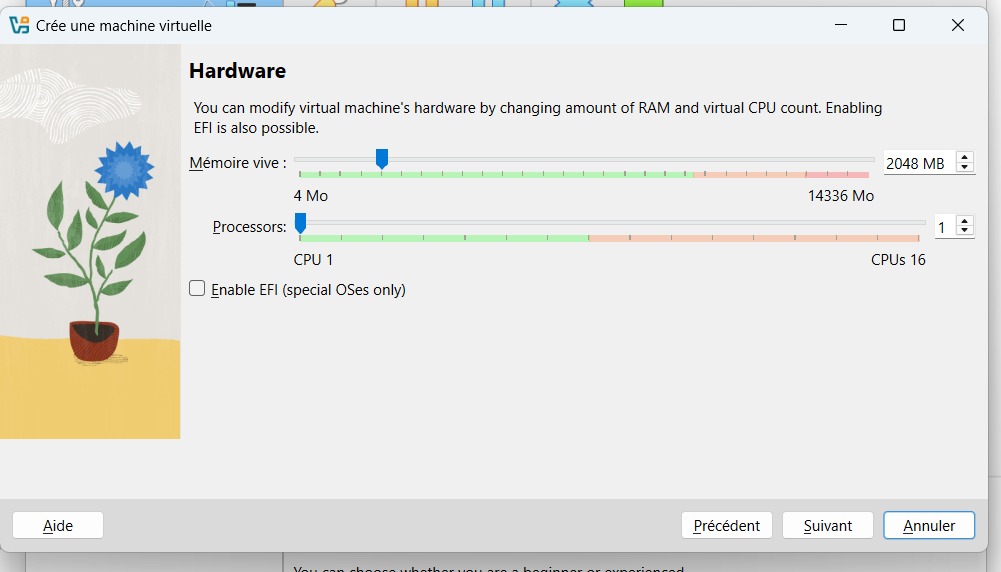 Crée une machine virtuelle
Hardware
You can modify virtual machine's hardware by changing amount of RAM and virtual CPU count. Enabling
EFI is also possible.
Mémoire vive : 2048 MB
4 Mo 14336 Mo
Processors: 1
CPU 1 CPUs 16
Enable EFI (special OSes only)
Aide Précédent Suivant Annuler
You can choose whether you are a beginner or experienced